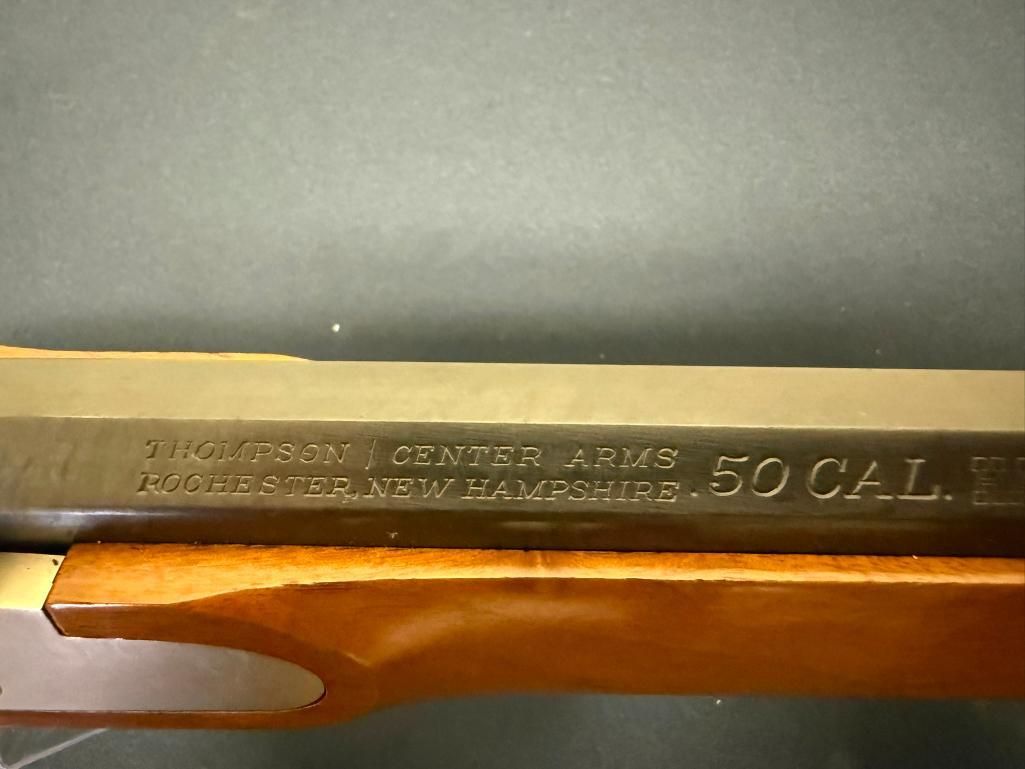 THOMPSON / CENTER ARMS
ROCHESTER, NEW HAMPSHIRE. 50 CAL.